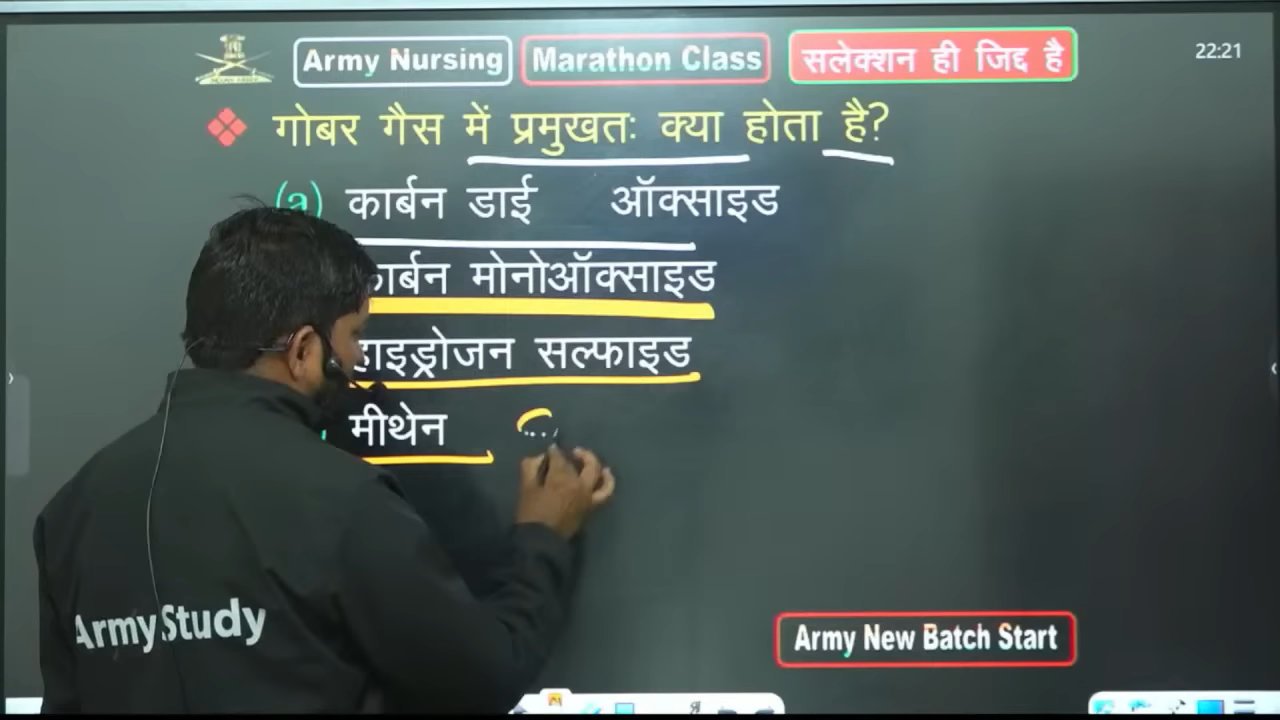 Army Nursing Marathon Class सलेक्शन ही जिद्द है 22:21
गोबर गैस में प्रमुखतः क्या होता है?
(a) कार्बन डाई ऑक्साइड
कार्बन मोनोऑक्साइड
हाइड्रोजन सल्फाइड
मीथेन
Army Study
Army New Batch Start